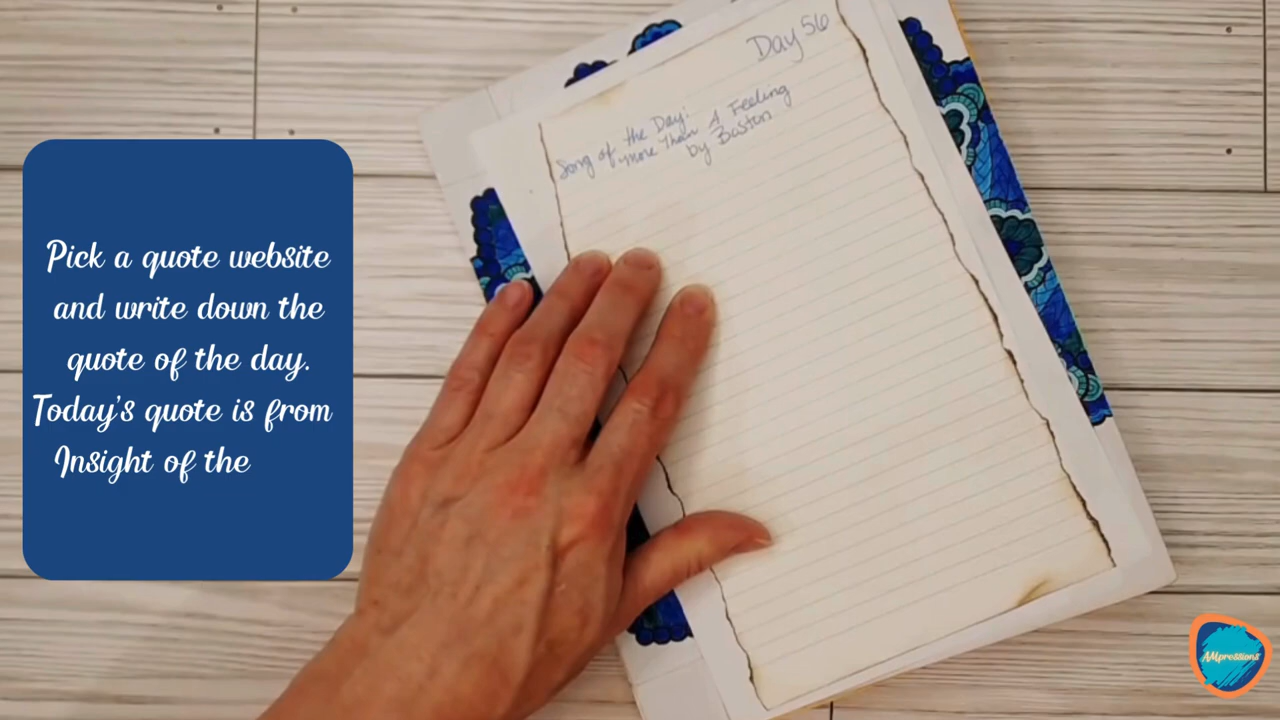 Pick a quote website
and write down the
quote of the day.
Today's quote is from
Insight of the
Day 56
Song of the Day:
more Than A Feeling
by Boston
AMpressions